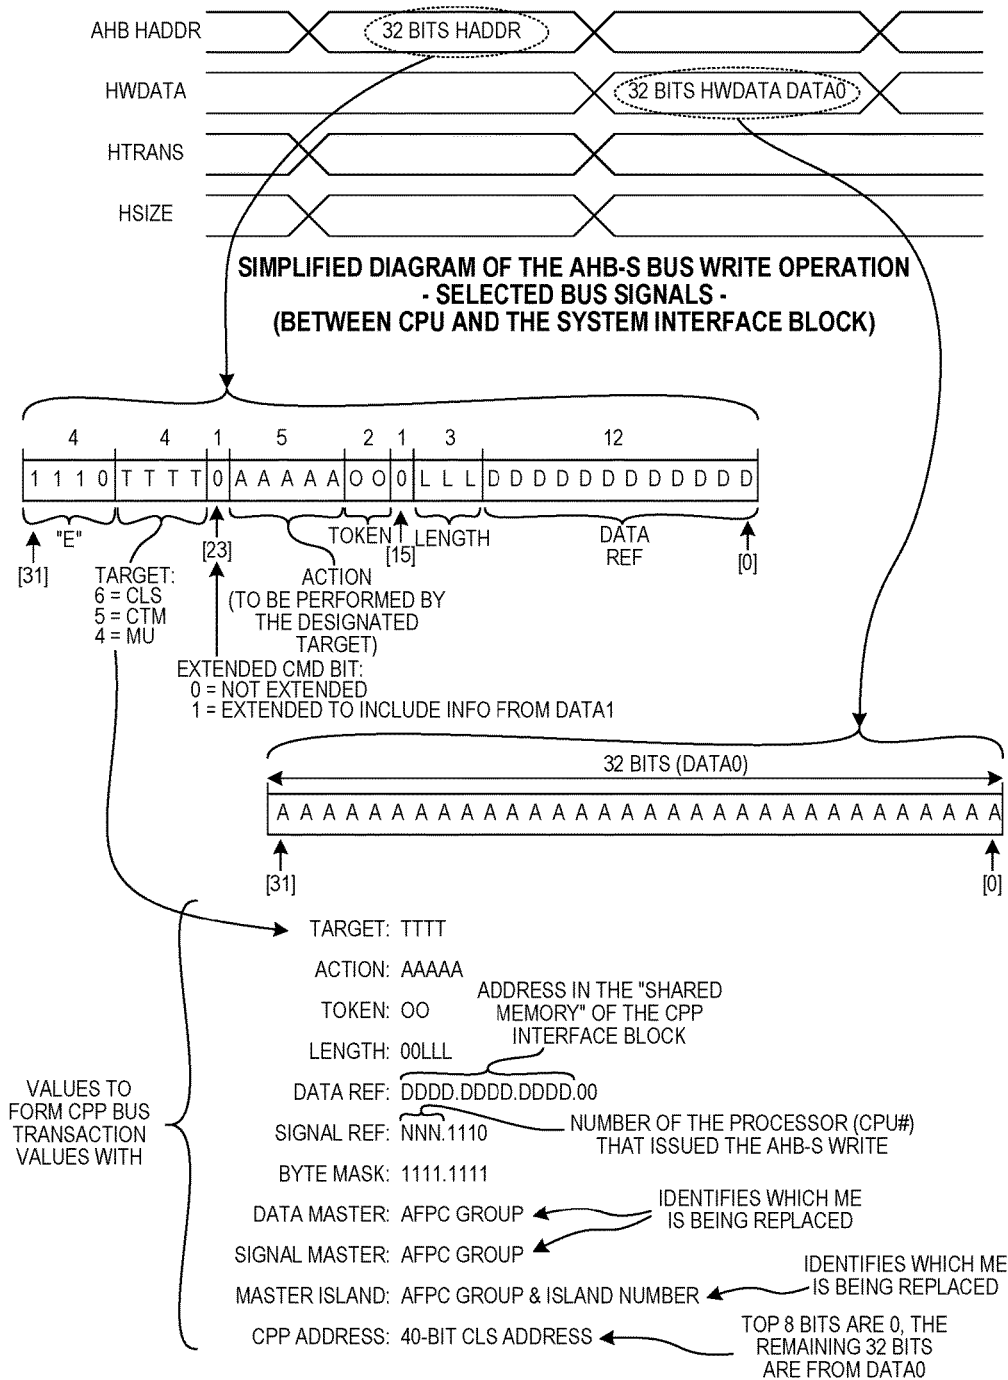 AHB HADDR
32 BITS HADDR
HWDATA
32 BITS HWDATA DATA0
HTRANS
HSIZE
SIMPLIFIED DIAGRAM OF THE AHB-S BUS WRITE OPERATION
- SELECTED BUS SIGNALS -
(BETWEEN CPU AND THE SYSTEM INTERFACE BLOCK)
4 4 1 5 2 1 3 12
1 1 1 0 T T T T 0 A A A A A O O 0 L L L D D D D D D D D D D D D
"E"
[31]
[23]
TOKEN
[15]
LENGTH
DATA
REF
[0]
TARGET:
6 = CLS
5 = CTM
4 = MU
ACTION
(TO BE PERFORMED BY
THE DESIGNATED
TARGET)
EXTENDED CMD BIT:
0 = NOT EXTENDED
1 = EXTENDED TO INCLUDE INFO FROM DATA1
32 BITS (DATA0)
A A A A A A A A A A A A A A A A A A A A A A A A A A A A A A A A
[31]
[0]
VALUES TO
FORM CPP BUS
TRANSACTION
VALUES WITH
TARGET: TTTT
ACTION: AAAAA
TOKEN: OO
ADDRESS IN THE "SHARED
MEMORY" OF THE CPP
INTERFACE BLOCK
LENGTH: 00LLL
DATA REF: DDDD.DDDD.DDDD.00
SIGNAL REF: NNN.1110
NUMBER OF THE PROCESSOR (CPU#)
THAT ISSUED THE AHB-S WRITE
BYTE MASK: 1111.1111
DATA MASTER: AFPC GROUP
IDENTIFIES WHICH ME
IS BEING REPLACED
SIGNAL MASTER: AFPC GROUP
MASTER ISLAND: AFPC GROUP & ISLAND NUMBER
IDENTIFIES WHICH ME
IS BEING REPLACED
CPP ADDRESS: 40-BIT CLS ADDRESS
TOP 8 BITS ARE 0, THE
REMAINING 32 BITS
ARE FROM DATA0